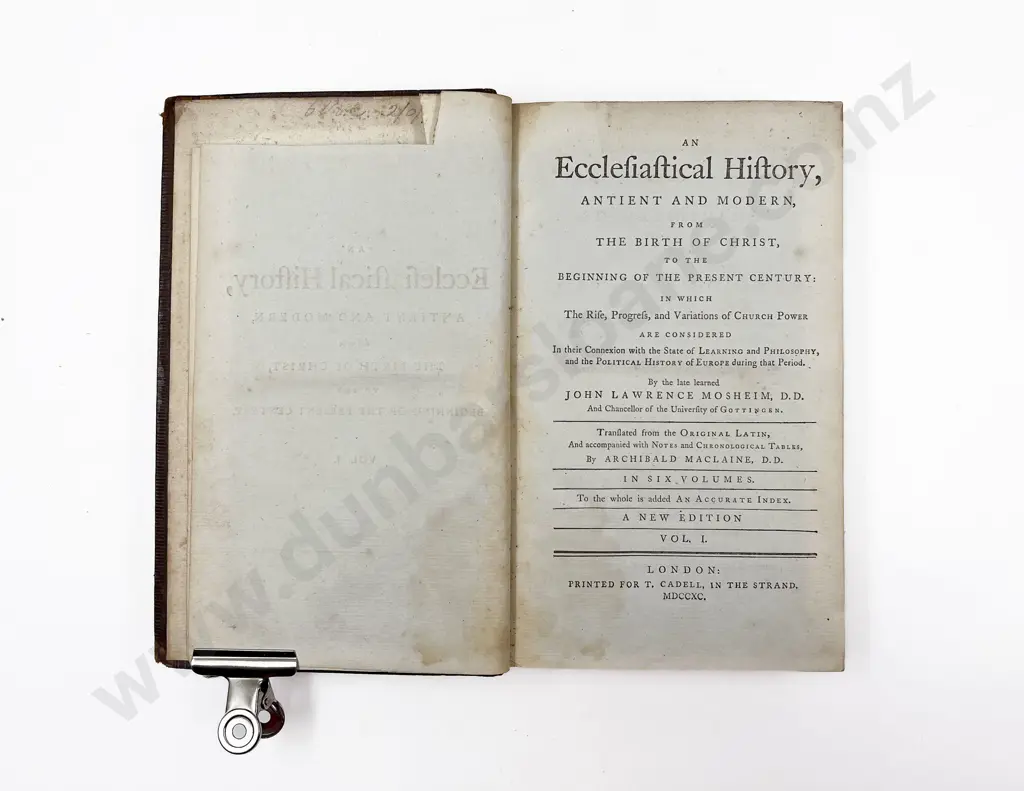 AN
Eccleſiaſtical Hiſtory,
ANTIENT AND MODERN,
FROM
THE BIRTH OF CHRIST,
TO THE
BEGINNING OF THE PRESENT CENTURY:
IN WHICH
The Riſe, Progreſs, and Variations of CHURCH POWER
ARE CONSIDERED
In their Connexion with the State of LEARNING and PHILOSOPHY,
and the POLITICAL HISTORY of EUROPE during that Period.
By the late learned
JOHN LAWRENCE MOSHEIM, D.D.
And Chancellor of the Univerſity of GOTTINGEN.
Tranſlated from the ORIGINAL LATIN,
And accompanied with NOTES and CHRONOLOGICAL TABLES,
By ARCHIBALD MACLAINE, D.D.
IN SIX VOLUMES.
To the whole is added AN ACCURATE INDEX.
A NEW EDITION
VOL. I.
LONDON:
PRINTED FOR T. CADELL, IN THE STRAND.
MDCCXC.
www.dunbarsloane.co.nz